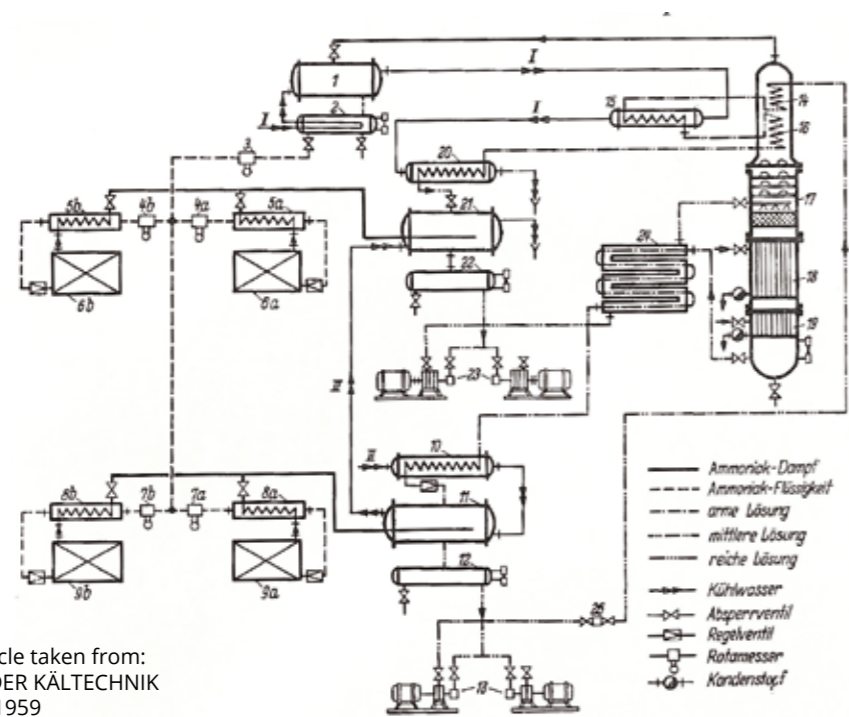 I
1
14
2
I
I
15
16
3
20
5b 4b 4a 5a
21
17
24
22
18
6b
6a
19
II
23
II
10
8b 7b 7a 8a
11
9b
9a
12
13
Ammoniak-Dampf
Ammoniak-Flüssigkeit
arme Lösung
mittlere Lösung
reiche Lösung
Kühlwasser
Absperrventil
Regelventil
Rotamesser
Kondenstopf
cle taken from:
DER KÄLTECHNIK
1959